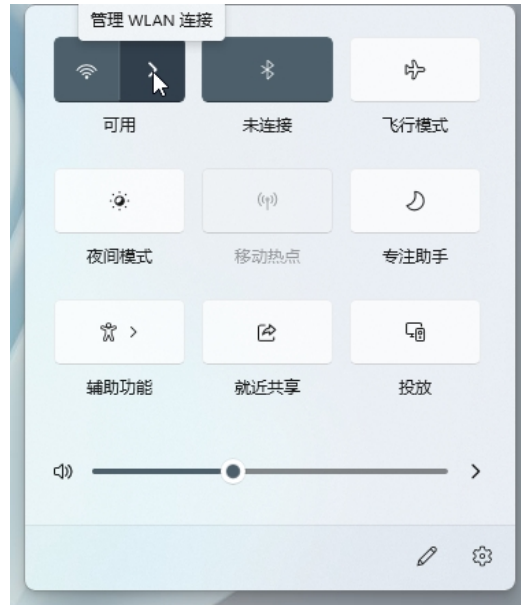 管理 WLAN 连接
可用
未连接
飞行模式
夜间模式
移动热点
专注助手
辅助功能
就近共享
投放